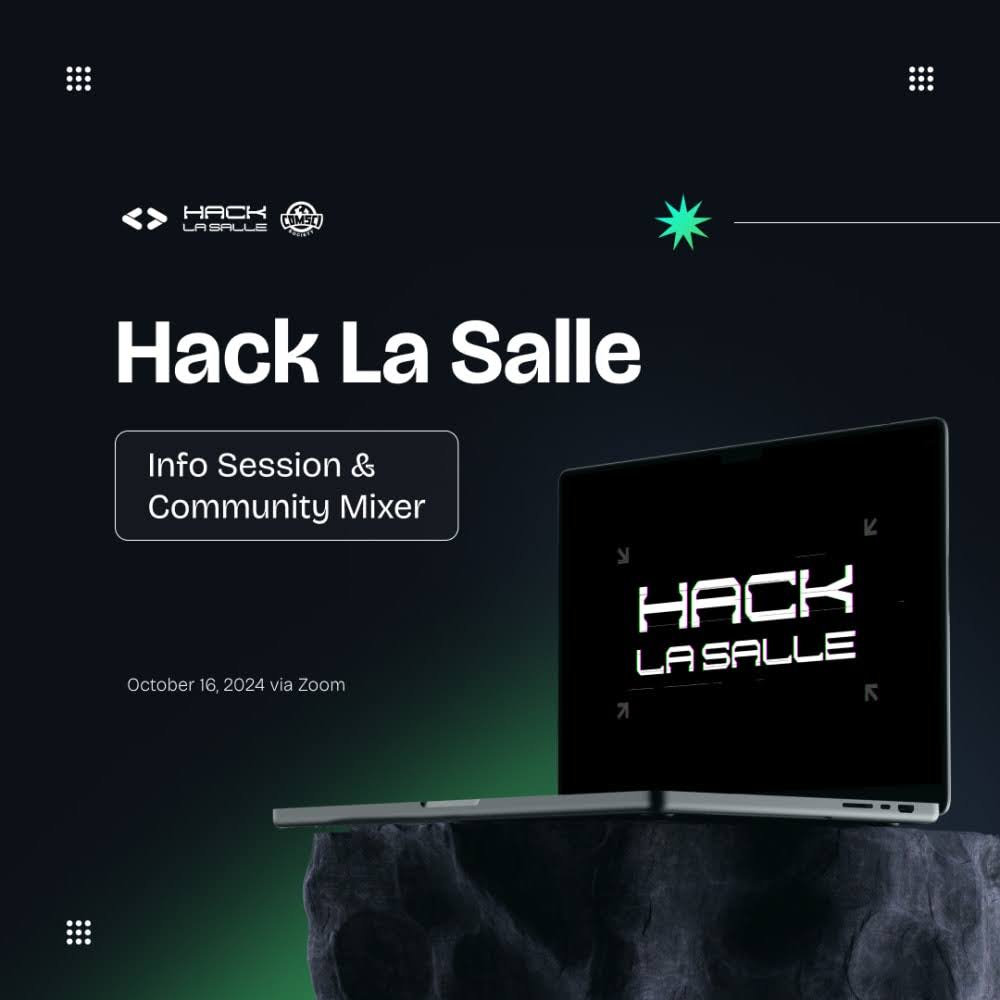 HACK
LA SALLE
COMSCI
SOCIETY
Hack La Salle
Info Session &
Community Mixer
October 16, 2024 via Zoom
HACK
LA SALLE